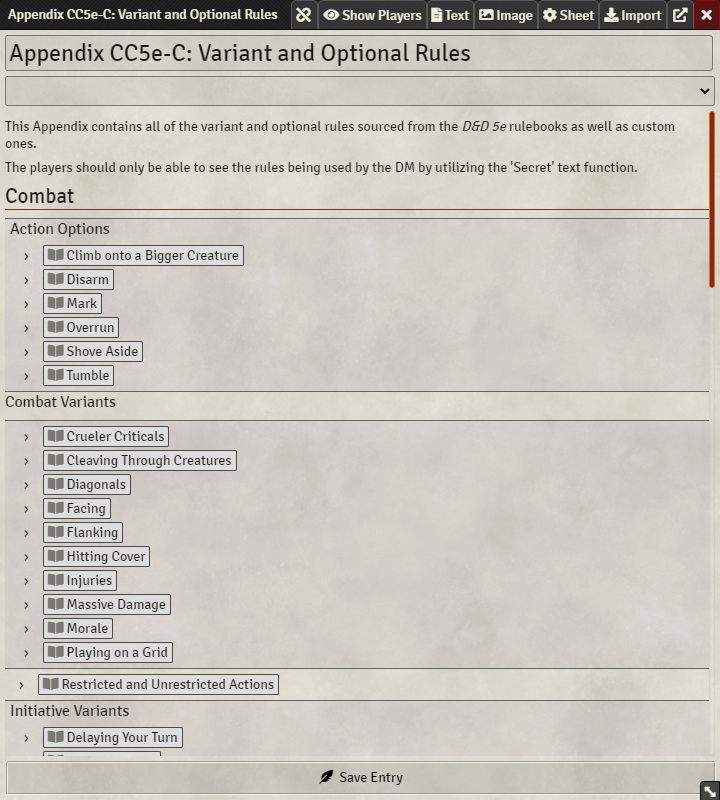 Appendix CC5e-C: Variant and Optional Rules Show Players Text Image Sheet Import
Appendix CC5e-C: Variant and Optional Rules
This Appendix contains all of the variant and optional rules sourced from the D&D 5e rulebooks as well as custom
ones.
The players should only be able to see the rules being used by the DM by utilizing the 'Secret' text function.
Combat
Action Options
Climb onto a Bigger Creature
Disarm
Mark
Overrun
Shove Aside
Tumble
Combat Variants
Crueler Criticals
Cleaving Through Creatures
Diagonals
Facing
Flanking
Hitting Cover
Injuries
Massive Damage
Morale
Playing on a Grid
Restricted and Unrestricted Actions
Initiative Variants
Delaying Your Turn
Save Entry